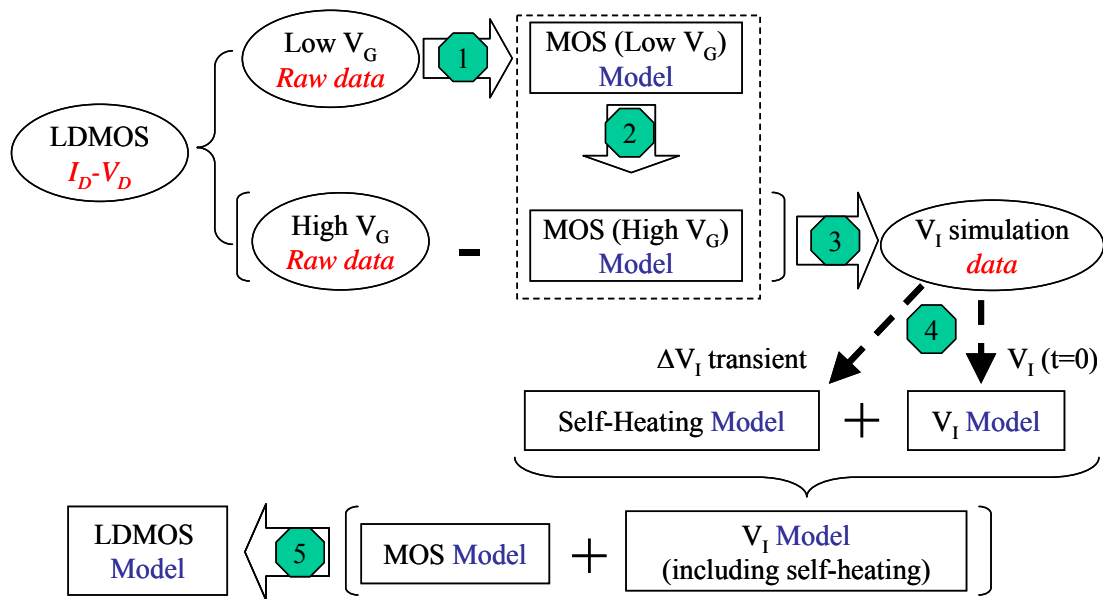 Low V_G
Raw data
1
MOS (Low V_G)
Model
LDMOS
I_D-V_D
2
High V_G
Raw data
-
MOS (High V_G)
Model
3
V_I simulation
data
4
ΔV_I transient
V_I (t=0)
Self-Heating Model
+
V_I Model
LDMOS
Model
5
MOS Model
+
V_I Model
(including self-heating)